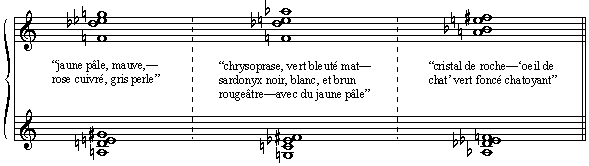 “jaune pâle, mauve,—
rose cuivré, gris perle”
“chrysoprase, vert bleuté mat—
sardonyx noir, blanc, et brun
rougeâtre—avec du jaune pâle”
“cristal de roche—‘oeil de
chat’ vert foncé chatoyant”